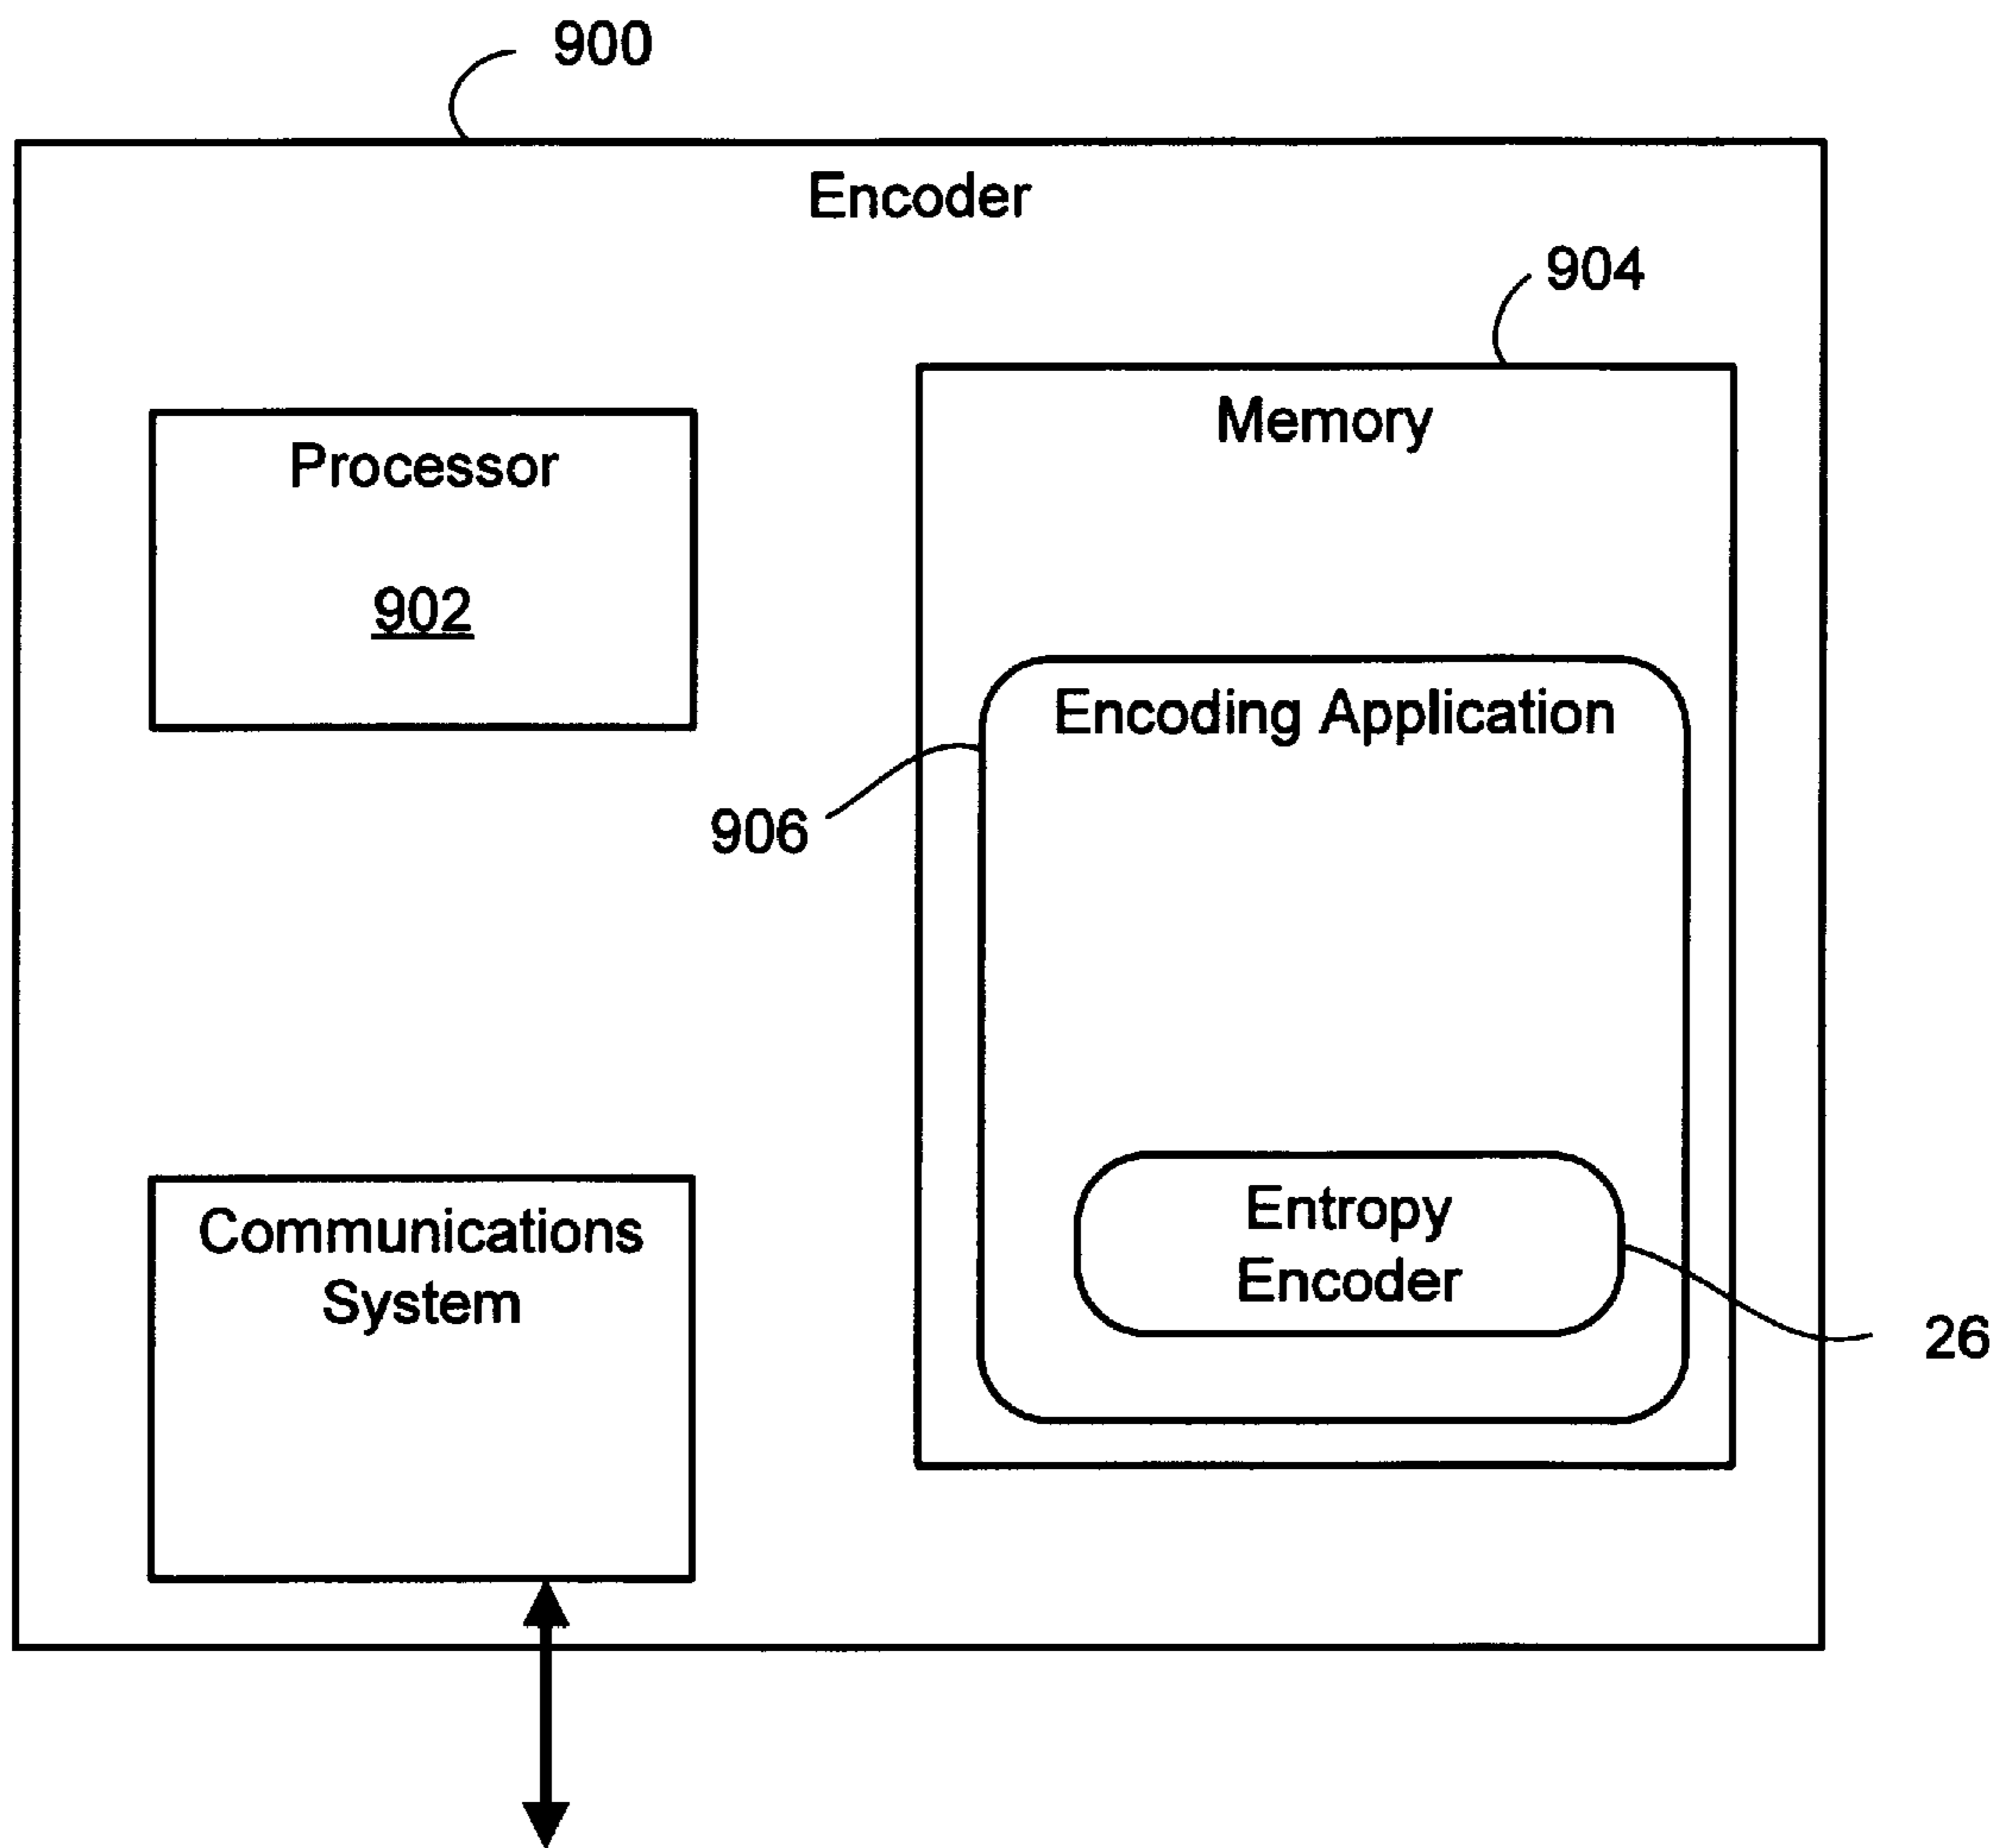 900
Encoder
904
Memory
Processor
902
Encoding Application
906
Entropy
Encoder
Communications
System
26